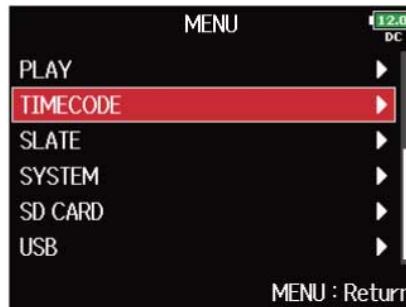 MENU
12.0
DC
PLAY
TIMECODE
SLATE
SYSTEM
SD CARD
USB
MENU : Return